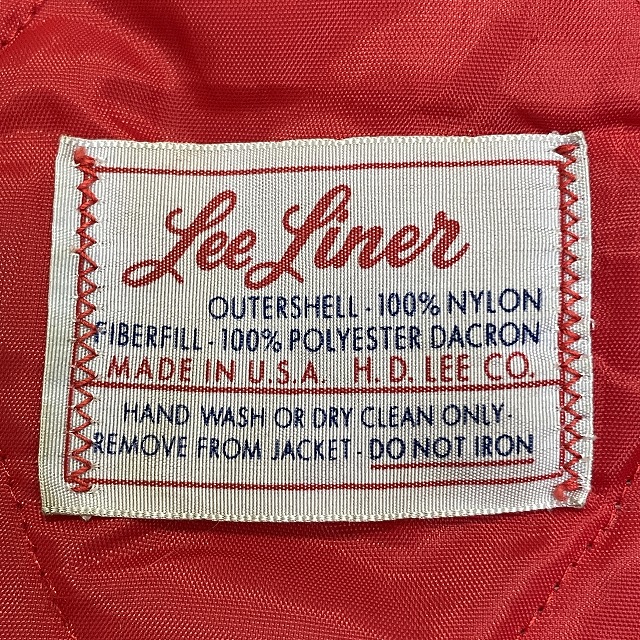 Lee Liner
OUTERSHELL - 100% NYLON
FIBERFILL - 100% POLYESTER DACRON
MADE IN U.S.A. H. D. LEE CO.
HAND WASH OR DRY CLEAN ONLY-
REMOVE FROM JACKET - DO NOT IRON